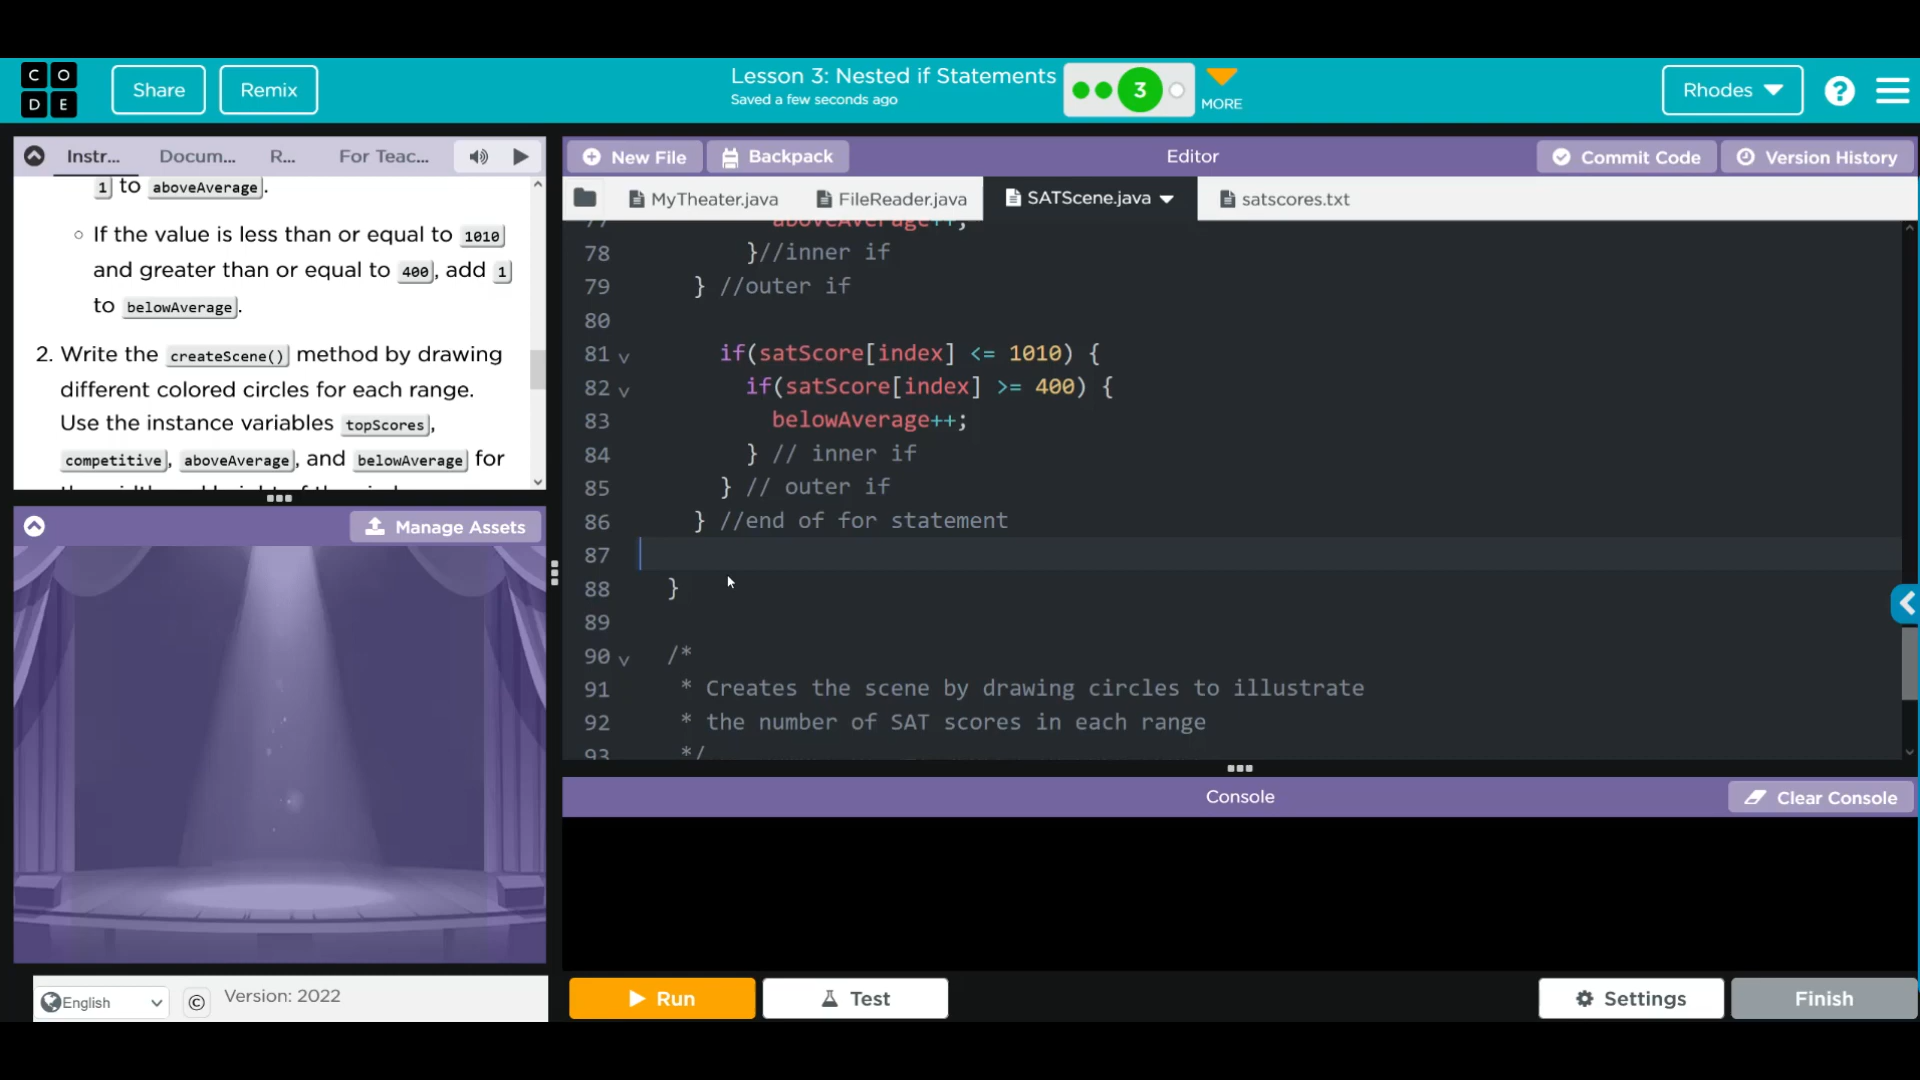 C O
D E
Share
Remix
Lesson 3: Nested if Statements
Saved a few seconds ago
3
MORE
Rhodes
?
Instr...
Docum...
R...
For Teac...
1 to aboveAverage.
If the value is less than or equal to 1010
and greater than or equal to 400, add 1
to belowAverage.
2. Write the createScene() method by drawing
different colored circles for each range.
Use the instance variables topScores,
competitive, aboveAverage, and belowAverage for
Manage Assets
English
©
Version: 2022
New File
Backpack
Editor
Commit Code
Version History
MyTheater.java
FileReader.java
SATScene.java
satscores.txt
77 aboveAverage++;
78 }//inner if
79 } //outer if
80
81 if(satScore[index] <= 1010) {
82 if(satScore[index] >= 400) {
83 belowAverage++;
84 } // inner if
85 } // outer if
86 } //end of for statement
87
88 }
89
90 /*
91 * Creates the scene by drawing circles to illustrate
92 * the number of SAT scores in each range
93 */
Console
Clear Console
Run
Test
Settings
Finish